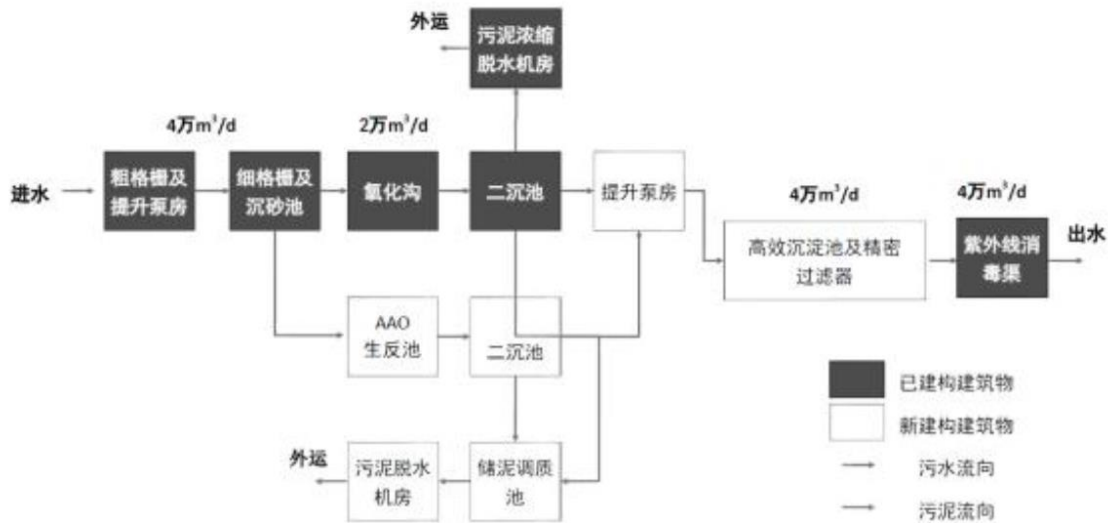 外运
污泥浓缩
脱水机房
4万m³/d
2万m³/d
进水
粗格栅及
提升泵房
细格栅及
沉砂池
氧化沟
二沉池
提升泵房
4万m³/d
4万m³/d
高效沉淀池及精密
过滤器
紫外线消
毒渠
出水
AAO
生反池
二沉池
外运
污泥脱水
机房
储泥调质
池
已建构建筑物
新建构建筑物
污水流向
污泥流向